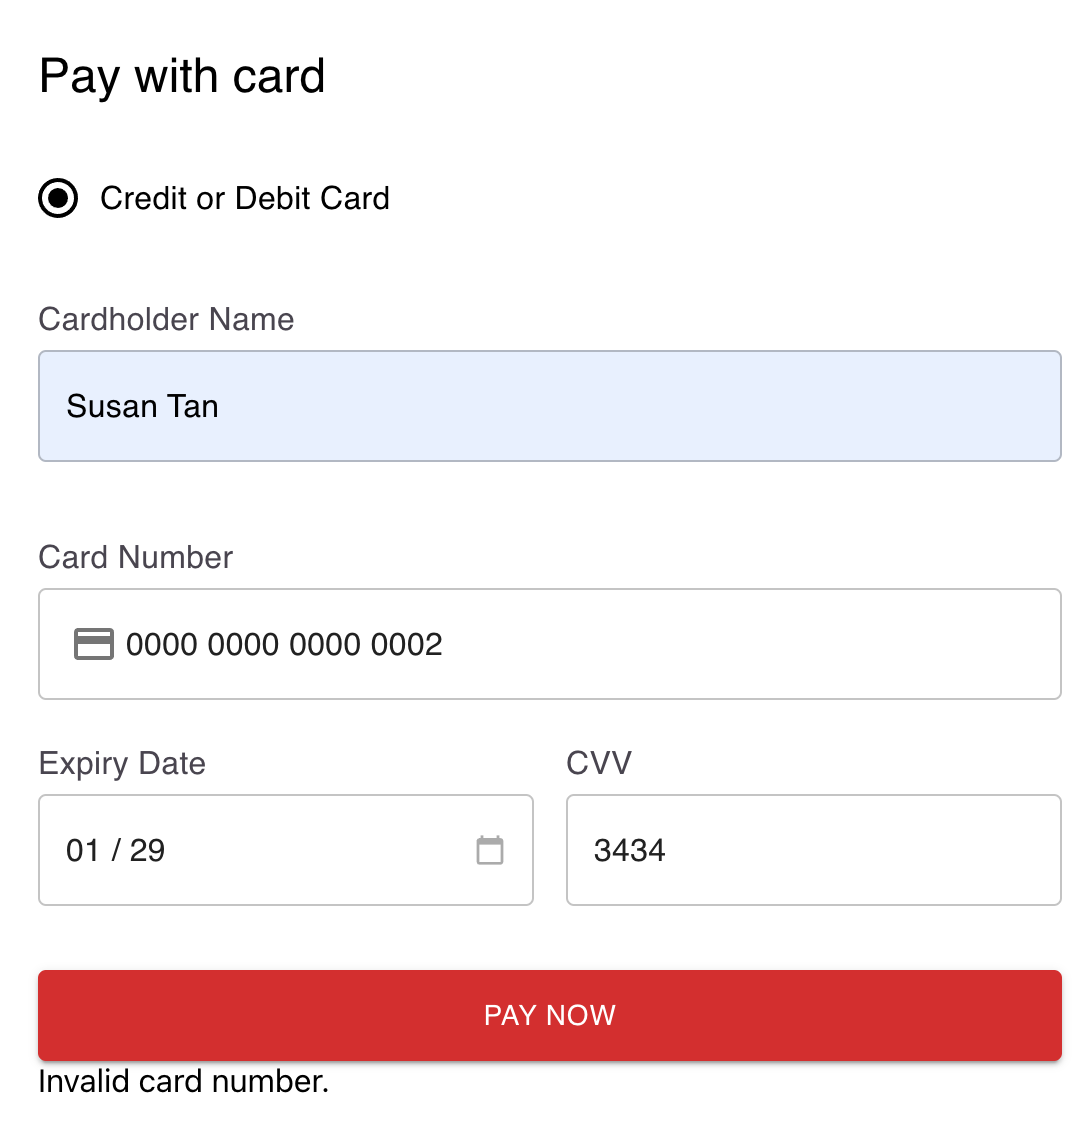 Pay with card
Credit or Debit Card
Cardholder Name
Susan Tan
Card Number
0000 0000 0000 0002
Expiry Date
01 / 29
CVV
3434
PAY NOW
Invalid card number.